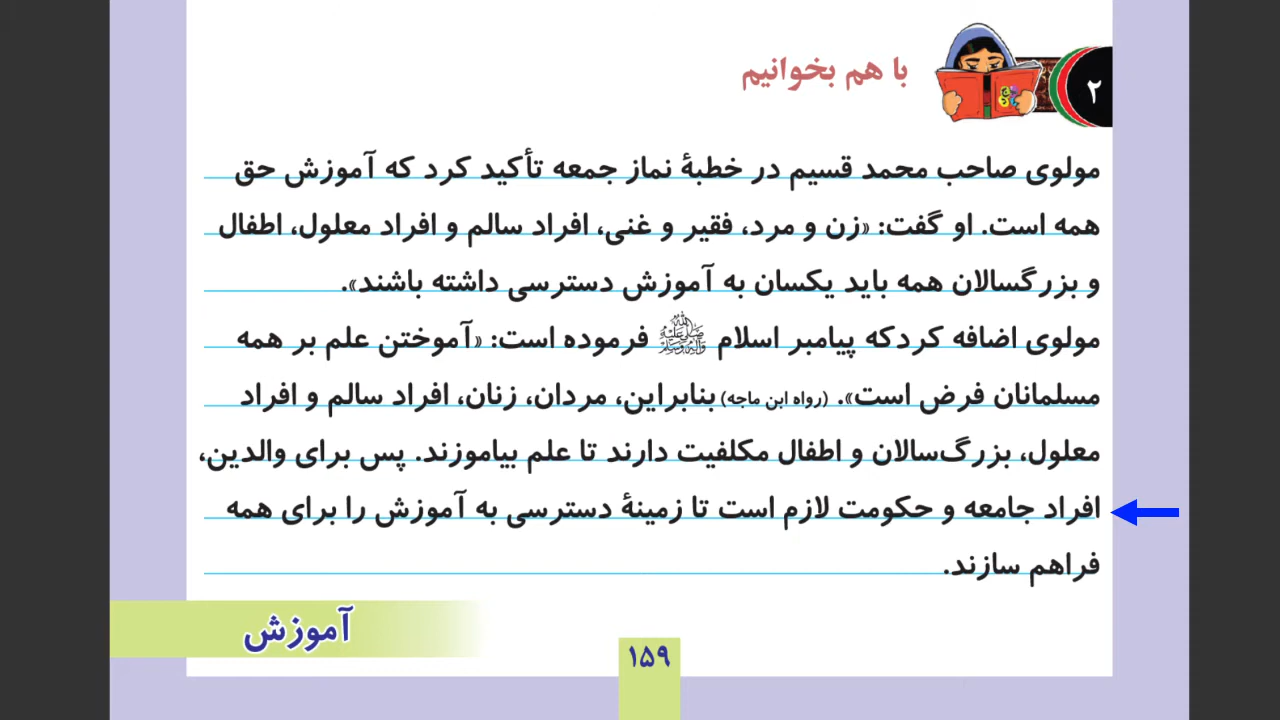 ۲
با هم بخوانیم
مولوی صاحب محمد قسیم در خطبهٔ نماز جمعه تأکید کرد که آموزش حق
همه است. او گفت: «زن و مرد، فقیر و غنی، افراد سالم و افراد معلول، اطفال
و بزرگسالان همه باید یکسان به آموزش دسترسی داشته باشند».
مولوی اضافه کردکه پیامبر اسلام ﷺ فرموده است: «آموختن علم بر همه
مسلمانان فرض است». (رواه ابن ماجه) بنابراین، مردان، زنان، افراد سالم و افراد
معلول، بزرگ‌سالان و اطفال مکلفیت دارند تا علم بیاموزند. پس برای والدین،
افراد جامعه و حکومت لازم است تا زمینهٔ دسترسی به آموزش را برای همه
فراهم سازند.
آموزش
۱۵۹